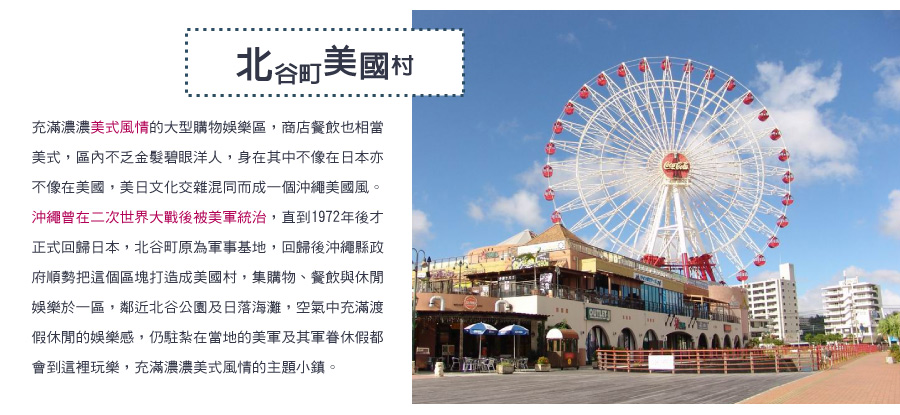 北谷町美國村
充滿濃濃美式風情的大型購物娛樂區，商店餐飲也相當
美式，區內不乏金髮碧眼洋人，身在其中不像在日本亦
不像在美國，美日文化交雜混同而成一個沖繩美國風。
沖繩曾在二次世界大戰後被美軍統治，直到1972年後才
正式回歸日本，北谷町原為軍事基地，回歸後沖繩縣政
府順勢把這個區塊打造成美國村，集購物、餐飲與休閒
娛樂於一區，鄰近北谷公園及日落海灘，空氣中充滿渡
假休閒的娛樂感，仍駐紮在當地的美軍及其軍眷休假都
會到這裡玩樂，充滿濃濃美式風情的主題小鎮。
Coca-Cola
OUTLET